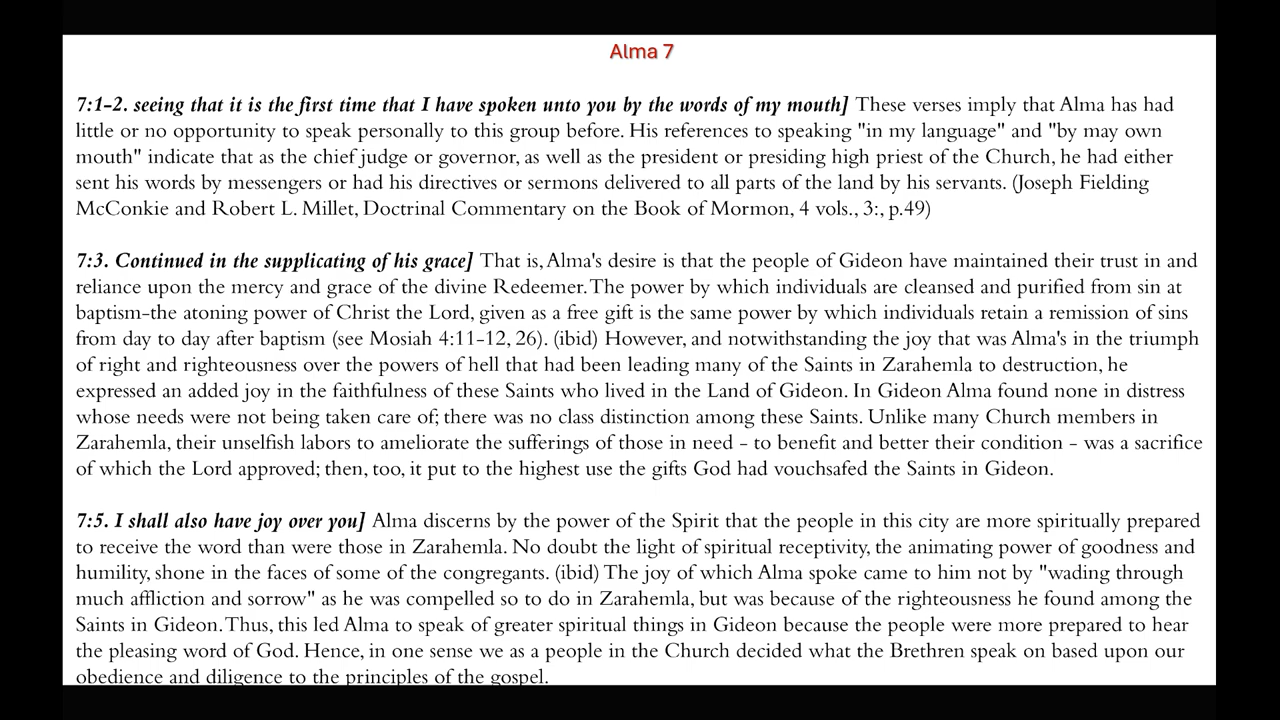 Alma 7
7:1-2. seeing that it is the first time that I have spoken unto you by the words of my mouth] These verses imply that Alma has had
little or no opportunity to speak personally to this group before. His references to speaking "in my language" and "by may own
mouth" indicate that as the chief judge or governor, as well as the president or presiding high priest of the Church, he had either
sent his words by messengers or had his directives or sermons delivered to all parts of the land by his servants. (Joseph Fielding
McConkie and Robert L. Millet, Doctrinal Commentary on the Book of Mormon, 4 vols., 3:, p.49)
7:3. Continued in the supplicating of his grace] That is, Alma's desire is that the people of Gideon have maintained their trust in and
reliance upon the mercy and grace of the divine Redeemer. The power by which individuals are cleansed and purified from sin at
baptism-the atoning power of Christ the Lord, given as a free gift is the same power by which individuals retain a remission of sins
from day to day after baptism (see Mosiah 4:11-12, 26). (ibid) However, and notwithstanding the joy that was Alma's in the triumph
of right and righteousness over the powers of hell that had been leading many of the Saints in Zarahemla to destruction, he
expressed an added joy in the faithfulness of these Saints who lived in the Land of Gideon. In Gideon Alma found none in distress
whose needs were not being taken care of; there was no class distinction among these Saints. Unlike many Church members in
Zarahemla, their unselfish labors to ameliorate the sufferings of those in need - to benefit and better their condition - was a sacrifice
of which the Lord approved; then, too, it put to the highest use the gifts God had vouchsafed the Saints in Gideon.
7:5. I shall also have joy over you] Alma discerns by the power of the Spirit that the people in this city are more spiritually prepared
to receive the word than were those in Zarahemla. No doubt the light of spiritual receptivity, the animating power of goodness and
humility, shone in the faces of some of the congregants. (ibid) The joy of which Alma spoke came to him not by "wading through
much affliction and sorrow" as he was compelled so to do in Zarahemla, but was because of the righteousness he found among the
Saints in Gideon. Thus, this led Alma to speak of greater spiritual things in Gideon because the people were more prepared to hear
the pleasing word of God. Hence, in one sense we as a people in the Church decided what the Brethren speak on based upon our
obedience and diligence to the principles of the gospel.